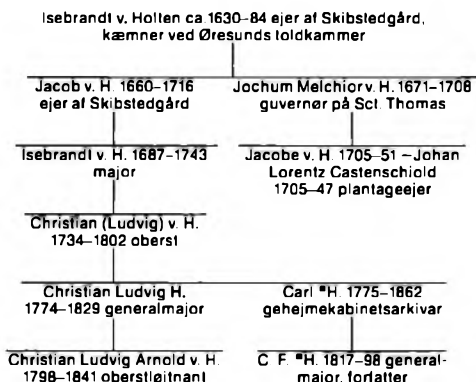 Isebrandt v. Holten ca. 1630–84 ejer af Skibstedgård,
kæmner ved Øresunds toldkammer
Jacob v. H. 1660–1716
ejer af Skibstedgård
Jochum Melchior v. H. 1671–1708
guvernør på Sct. Thomas
Isebrandt v. H. 1687–1743
major
Jacobe v. H. 1705–51 ~Johan
Lorentz Castenschiold
1705–47 plantageejer
Christian (Ludvig) v. H.
1734–1802 oberst
Christian Ludvig H.
1774–1829 generalmajor
Carl *H. 1775–1862
gehejmekabinetsarkivar
Christian Ludvig Arnold v. H.
1798–1841 oberstløjtnant
C. F. *H. 1817–98 general-
major, forfatter